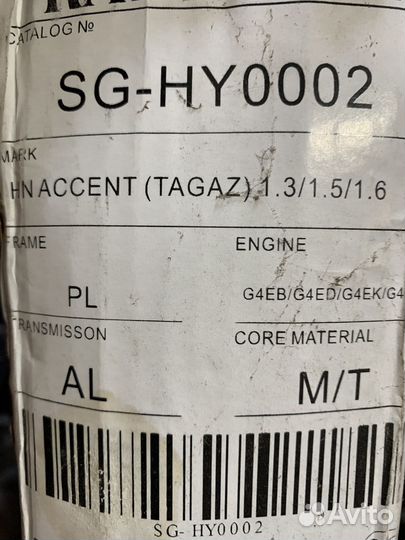 CATALOG №
SG-HY0002
MARK
HN ACCENT (TAGAZ) 1.3/1.5/1.6
FRAME ENGINE
PL G4EB/G4ED/G4EK/G4
TRANSMISSON CORE MATERIAL
AL M/T
SG- HY0002
Avito